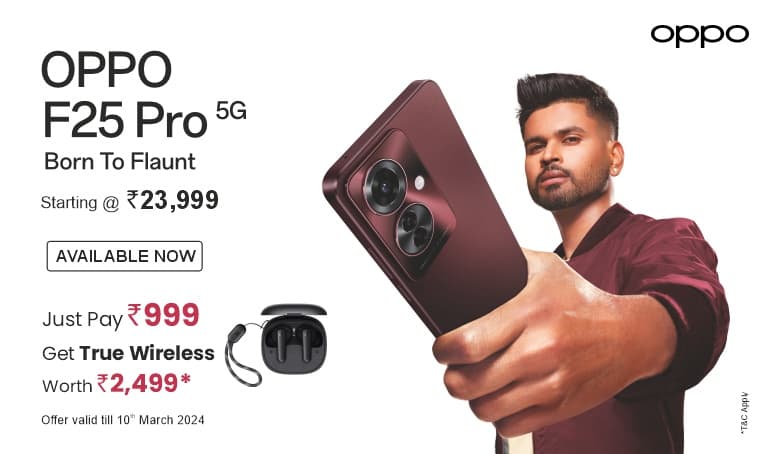 oppo
OPPO
F25 Pro 5G
Born To Flaunt
Starting @ ₹23,999
AVAILABLE NOW
Just Pay ₹999
Get True Wireless
Worth ₹2,499*
Offer valid till 10th March 2024
*T&C Apply